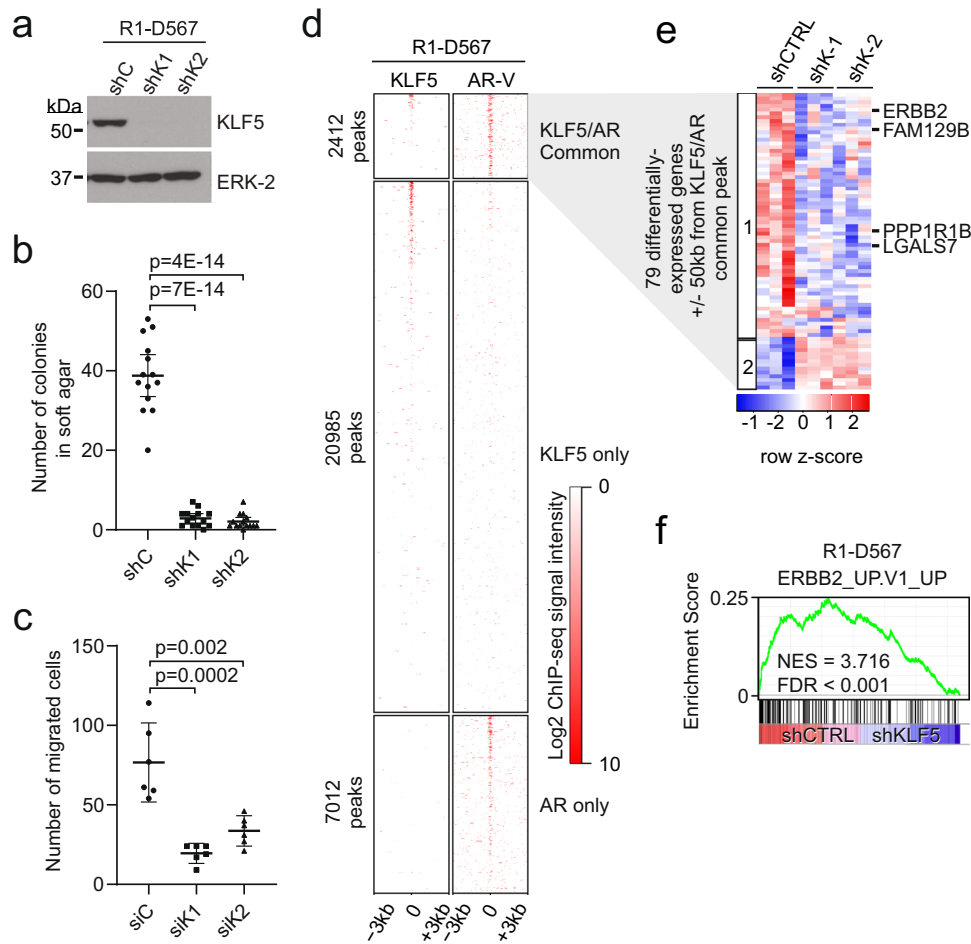 a
R1-D567
shC
shK1
shK2
kDa
50
KLF5
37
ERK-2
b
p=4E-14
p=7E-14
Number of colonies
in soft agar
60
40
20
0
shC
shK1
shK2
c
p=0.002
p=0.0002
Number of migrated cells
150
100
50
0
siC
siK1
siK2
d
R1-D567
KLF5
AR-V
2412
peaks
KLF5/AR
Common
20985
peaks
KLF5 only
0
Log2 ChIP-seq signal intensity
10
7012
peaks
AR only
−3kb
0
+3kb
−3kb
0
+3kb
e
shCTRL
shK-1
shK-2
79 differentially-
expressed genes
+/- 50kb from KLF5/AR
common peak
1
2
ERBB2
FAM129B
PPP1R1B
LGALS7
-1 -2 0 1 2
row z-score
f
R1-D567
ERBB2_UP.V1_UP
Enrichment Score
0.25
0
NES = 3.716
FDR < 0.001
shCTRL
shKLF5